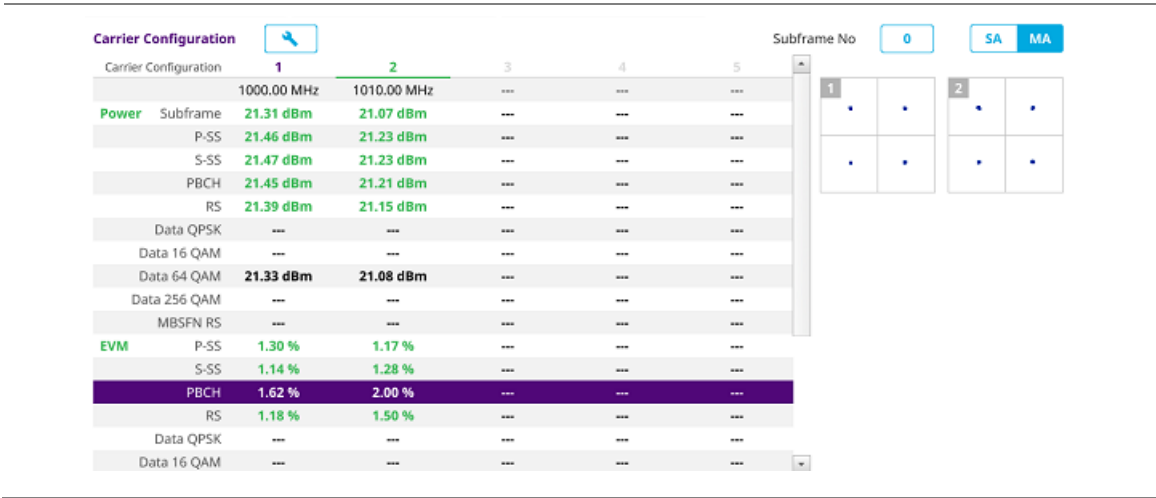 Carrier Configuration Subframe No 0 SA MA
Carrier Configuration 1 2 3 4 5
1000.00 MHz 1010.00 MHz --- --- --- 1 2
Power Subframe 21.31 dBm 21.07 dBm --- --- ---
P-SS 21.46 dBm 21.23 dBm --- --- ---
S-SS 21.47 dBm 21.23 dBm --- --- ---
PBCH 21.45 dBm 21.21 dBm --- --- ---
RS 21.39 dBm 21.15 dBm --- --- ---
Data QPSK --- --- --- --- ---
Data 16 QAM --- --- --- --- ---
Data 64 QAM 21.33 dBm 21.08 dBm --- --- ---
Data 256 QAM --- --- --- --- ---
MBSFN RS --- --- --- --- ---
EVM P-SS 1.30 % 1.17 % --- --- ---
S-SS 1.14 % 1.28 % --- --- ---
PBCH 1.62 % 2.00 % --- --- ---
RS 1.18 % 1.50 % --- --- ---
Data QPSK --- --- --- --- ---
Data 16 QAM --- --- --- --- ---